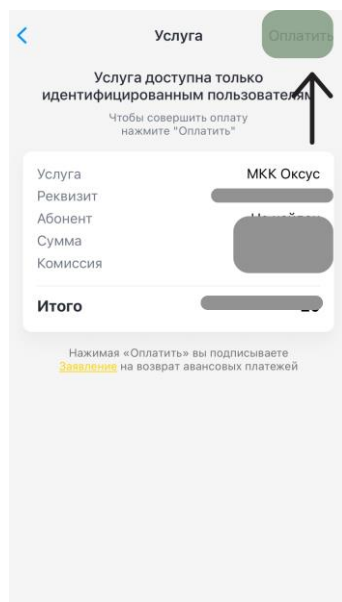 Услуга
Оплатить
Услуга доступна только
идентифицированным пользователям
Чтобы совершить оплату
нажмите "Оплатить"
Услуга МКК Оксус
Реквизит
Абонент
Сумма
Комиссия
Итого
Нажимая «Оплатить» вы подписываете
Заявление на возврат авансовых платежей